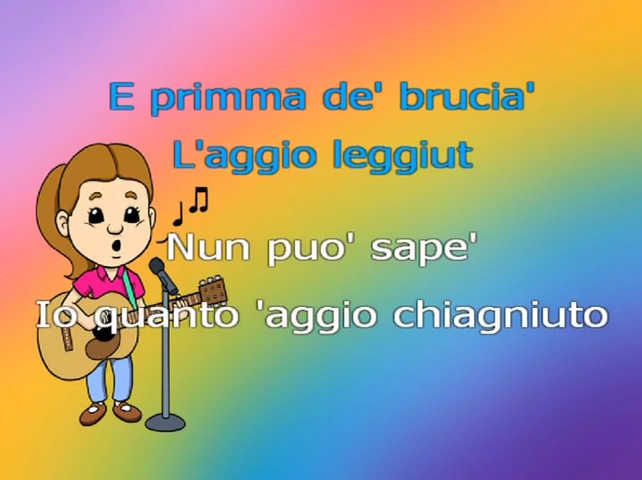 E primma de' brucia'
L'aggio leggiut
Nun puo' sape'
Io quanto 'aggio chiagniuto